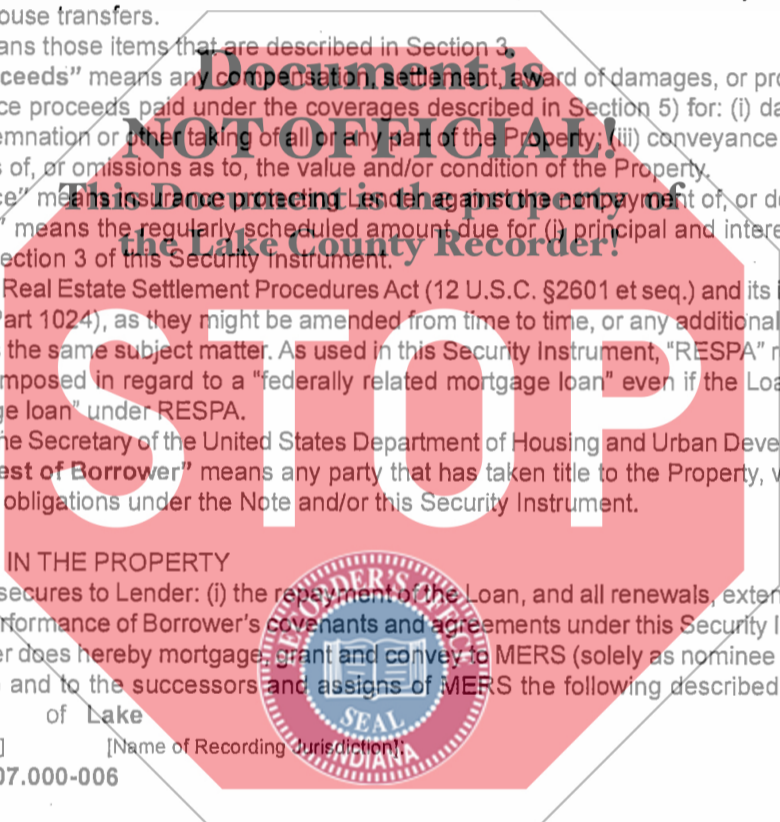 ouse transfers.
ans those items that are described in Section 3.
ceeds” means any compensation, settlement, award of damages, or pro
ce proceeds paid under the coverages described in Section 5) for: (i) da
emnation or other taking of all or any part of the Property; (iii) conveyance
s of, or omissions as to, the value and/or condition of the Property.
ce” means insurance protecting Lender against the nonpayment of, or de
” means the regularly scheduled amount due for (i) principal and intere
ection 3 of this Security Instrument.
Real Estate Settlement Procedures Act (12 U.S.C. §2601 et seq.) and its i
art 1024), as they might be amended from time to time, or any additional
the same subject matter. As used in this Security Instrument, “RESPA” r
mposed in regard to a “federally related mortgage loan” even if the Loa
ge loan” under RESPA.
he Secretary of the United States Department of Housing and Urban Deve
est of Borrower” means any party that has taken title to the Property, w
obligations under the Note and/or this Security Instrument.
IN THE PROPERTY
secures to Lender: (i) the repayment of the Loan, and all renewals, exten
rformance of Borrower’s covenants and agreements under this Security I
er does hereby mortgage, grant and convey to MERS (solely as nominee
and to the successors and assigns of MERS the following described
of Lake
] [Name of Recording Jurisdiction]:
07.000-006
Document is
NOT OFFICIAL!
This Document is the property of
the Lake County Recorder!
STOP
RECORDER'S OFFICE
SEAL
INDIANA